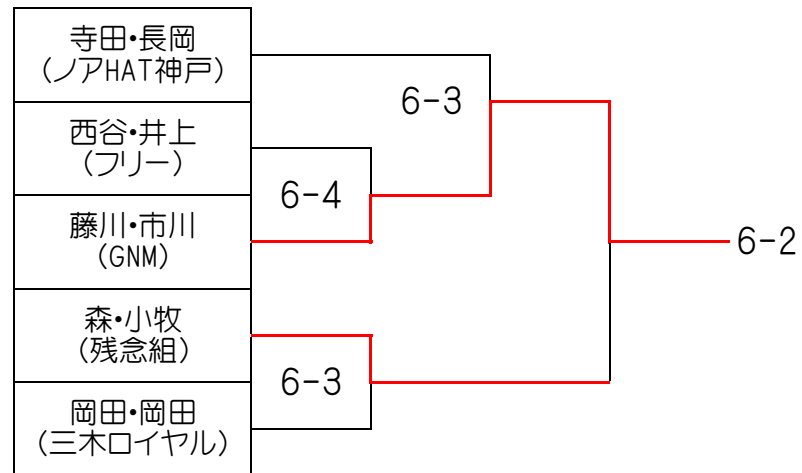 寺田・長岡
(ノアHAT神戸)
6-3
西谷・井上
(フリー)
6-4
藤川・市川
(GNM)
6-2
森・小牧
(残念組)
6-3
岡田・岡田
(三木ロイヤル)